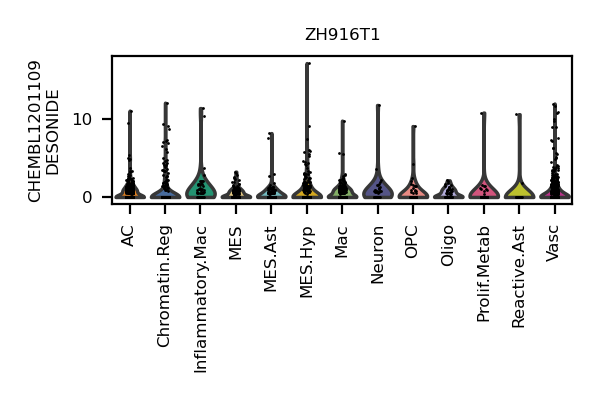 ZH916T1
CHEMBL1201109
DESONIDE
10
0
AC
Chromatin.Reg
Inflammatory.Mac
MES
MES.Ast
MES.Hyp
Mac
Neuron
OPC
Oligo
Prolif.Metab
Reactive.Ast
Vasc